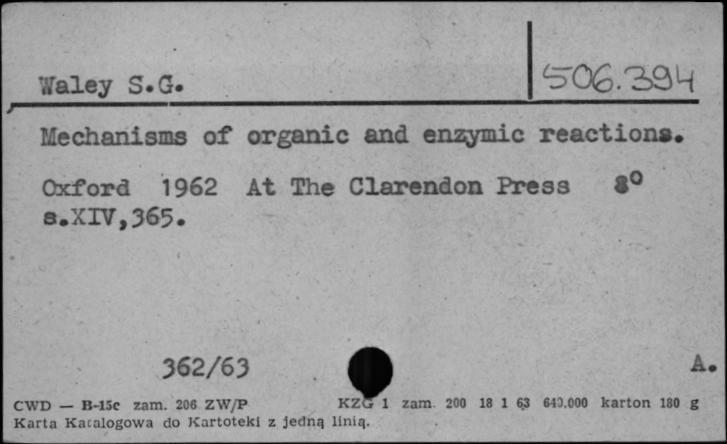 Waley S.G.
506.394
Mechanisms of organic and enzymic reactions.
Oxford 1962 At The Clarendon Press 8°
s.XIV,365.
362/63
A.
CWD — B-15c zam. 206 ZW/P KZG 1 zam. 200 18 1 63 640.000 karton 180 g
Karta Katalogowa do Kartoteki z jedną linią.